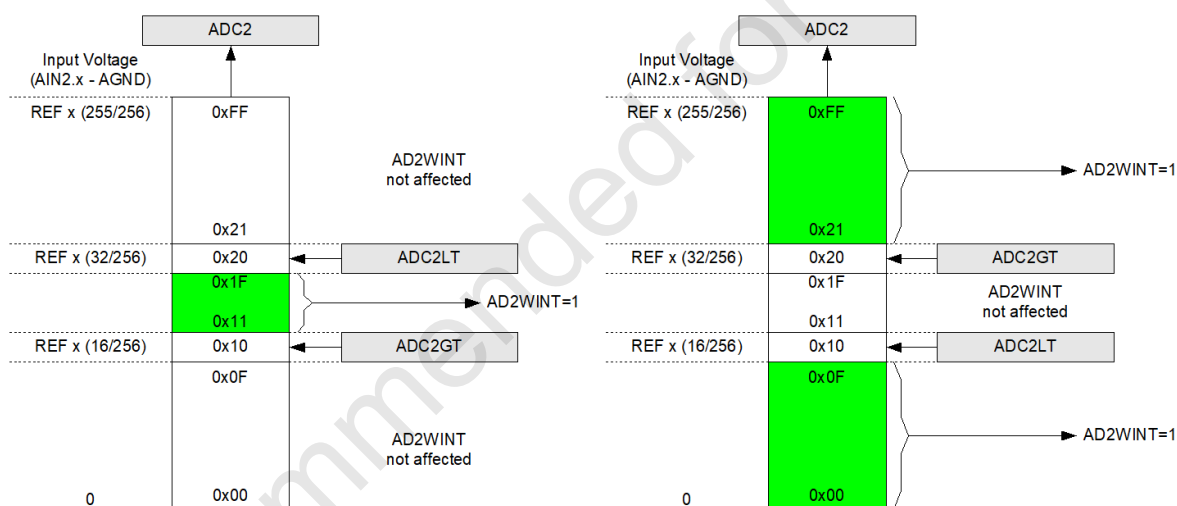 ADC2
Input Voltage
(AIN2.x - AGND)
REF x (255/256)
0xFF
AD2WINT
not affected
0x21
REF x (32/256)
0x20
ADC2LT
0x1F
AD2WINT=1
0x11
REF x (16/256)
0x10
ADC2GT
0x0F
AD2WINT
not affected
0
0x00
ADC2
Input Voltage
(AIN2.x - AGND)
REF x (255/256)
0xFF
AD2WINT=1
0x21
REF x (32/256)
0x20
ADC2GT
0x1F
AD2WINT
not affected
0x11
REF x (16/256)
0x10
ADC2LT
0x0F
AD2WINT=1
0
0x00
mmended for